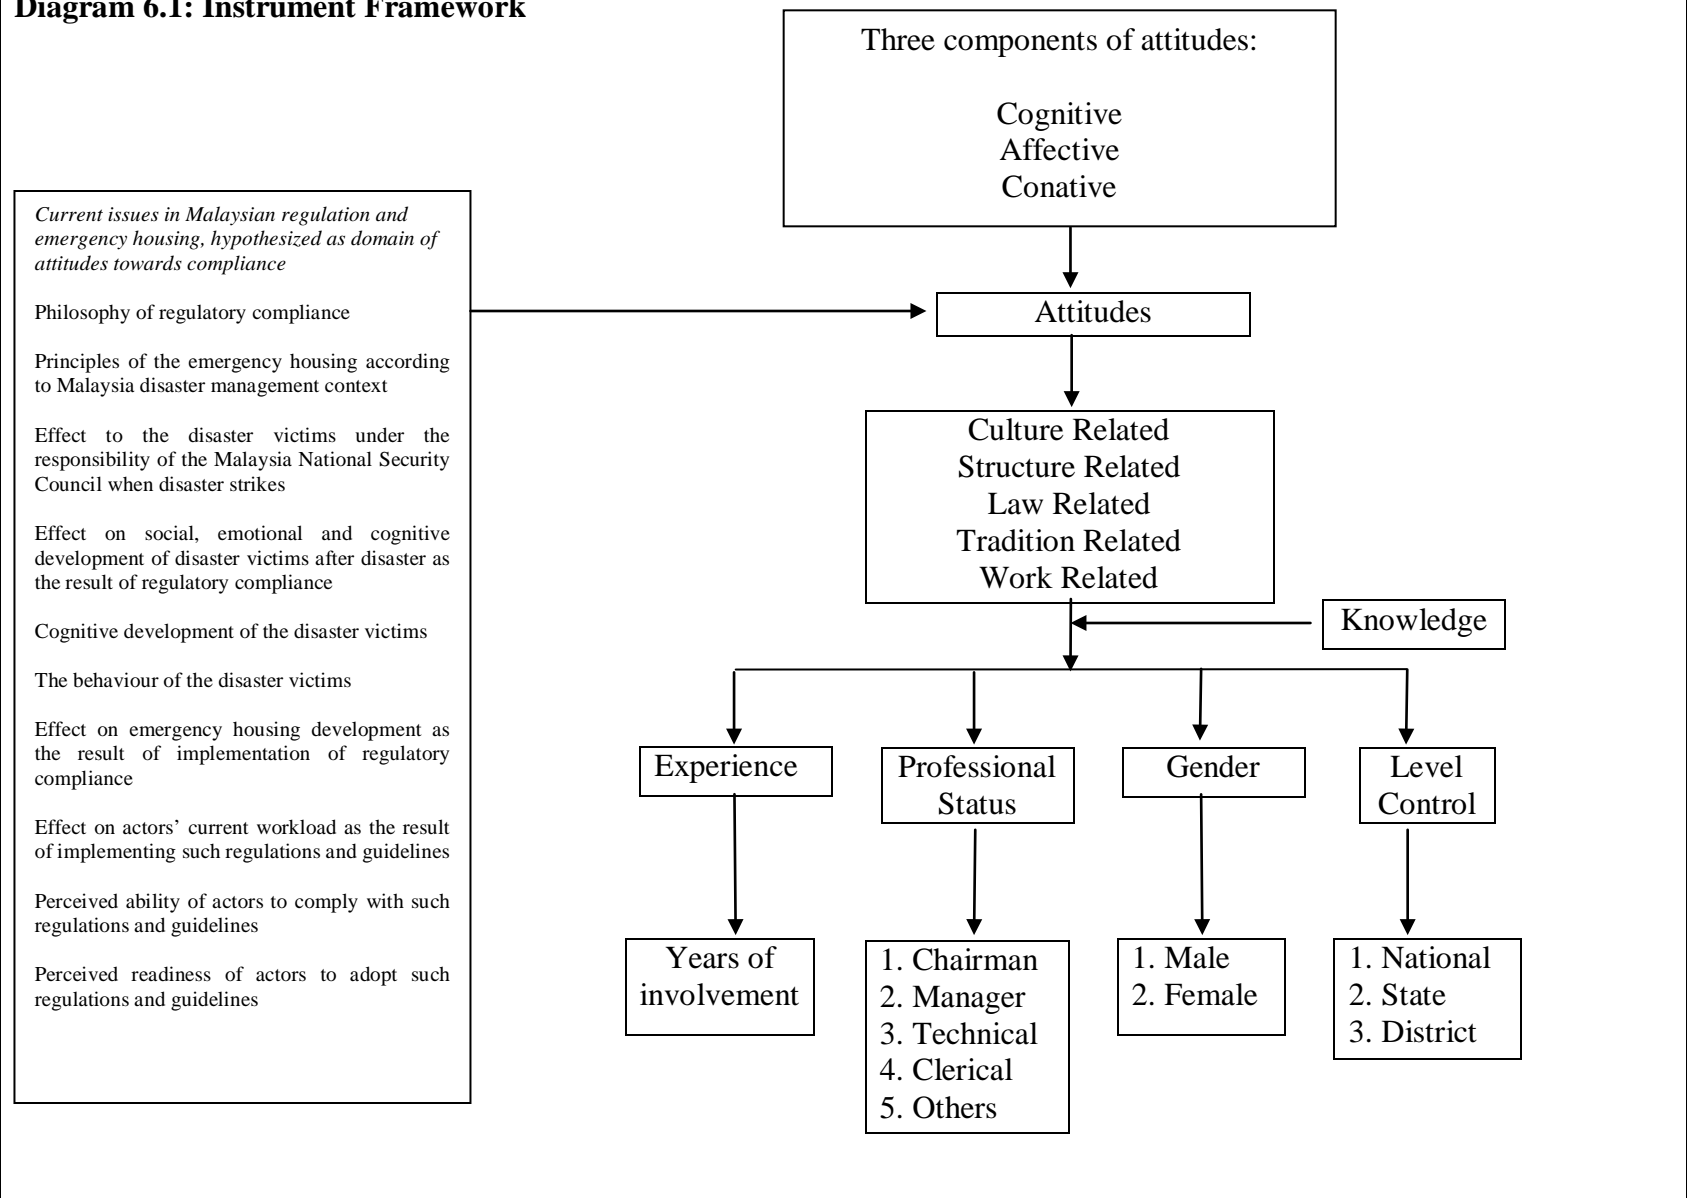 Diagram 6.1: Instrument Framework
Three components of attitudes:
Cognitive
Affective
Conative
Current issues in Malaysian regulation and
emergency housing, hypothesized as domain of
attitudes towards compliance
Philosophy of regulatory compliance
Principles of the emergency housing according
to Malaysia disaster management context
Effect to the disaster victims under the
responsibility of the Malaysia National Security
Council when disaster strikes
Effect on social, emotional and cognitive
development of disaster victims after disaster as
the result of regulatory compliance
Cognitive development of the disaster victims
The behaviour of the disaster victims
Effect on emergency housing development as
the result of implementation of regulatory
compliance
Effect on actors’ current workload as the result
of implementing such regulations and guidelines
Perceived ability of actors to comply with such
regulations and guidelines
Perceived readiness of actors to adopt such
regulations and guidelines
Attitudes
Culture Related
Structure Related
Law Related
Tradition Related
Work Related
Knowledge
Experience
Professional
Status
Gender
Level
Control
Years of
involvement
1. Chairman
2. Manager
3. Technical
4. Clerical
5. Others
1. Male
2. Female
1. National
2. State
3. District